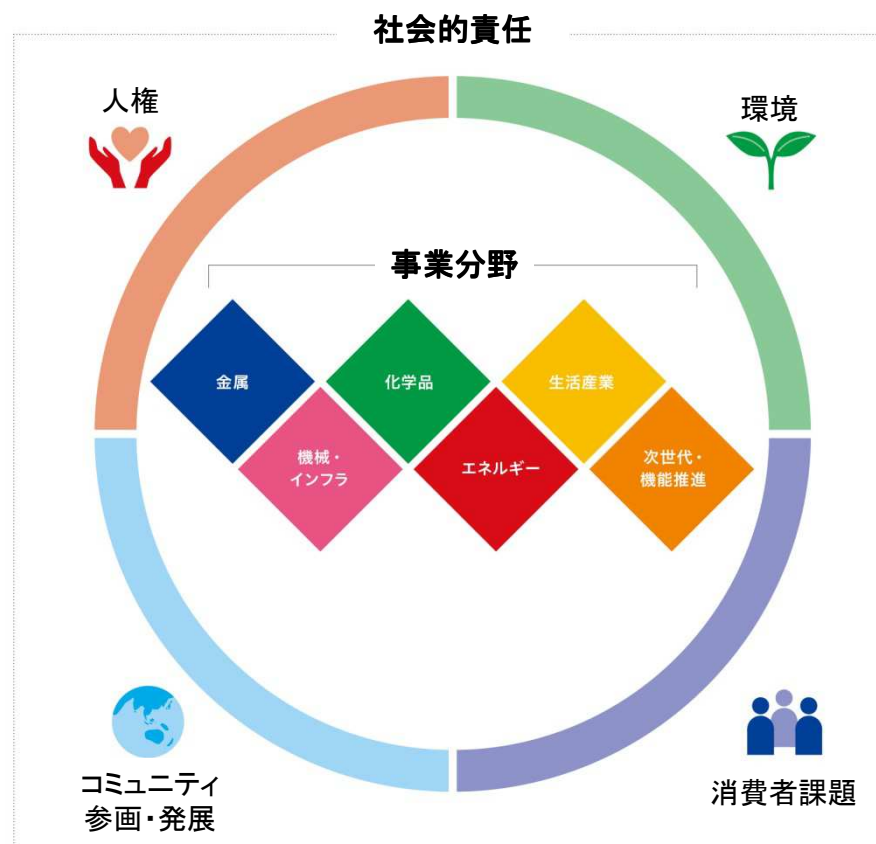 社会的責任
人権
環境
事業分野
金属
化学品
生活産業
機械・
インフラ
エネルギー
次世代・
機能推進
コミュニティ
参画・発展
消費者課題